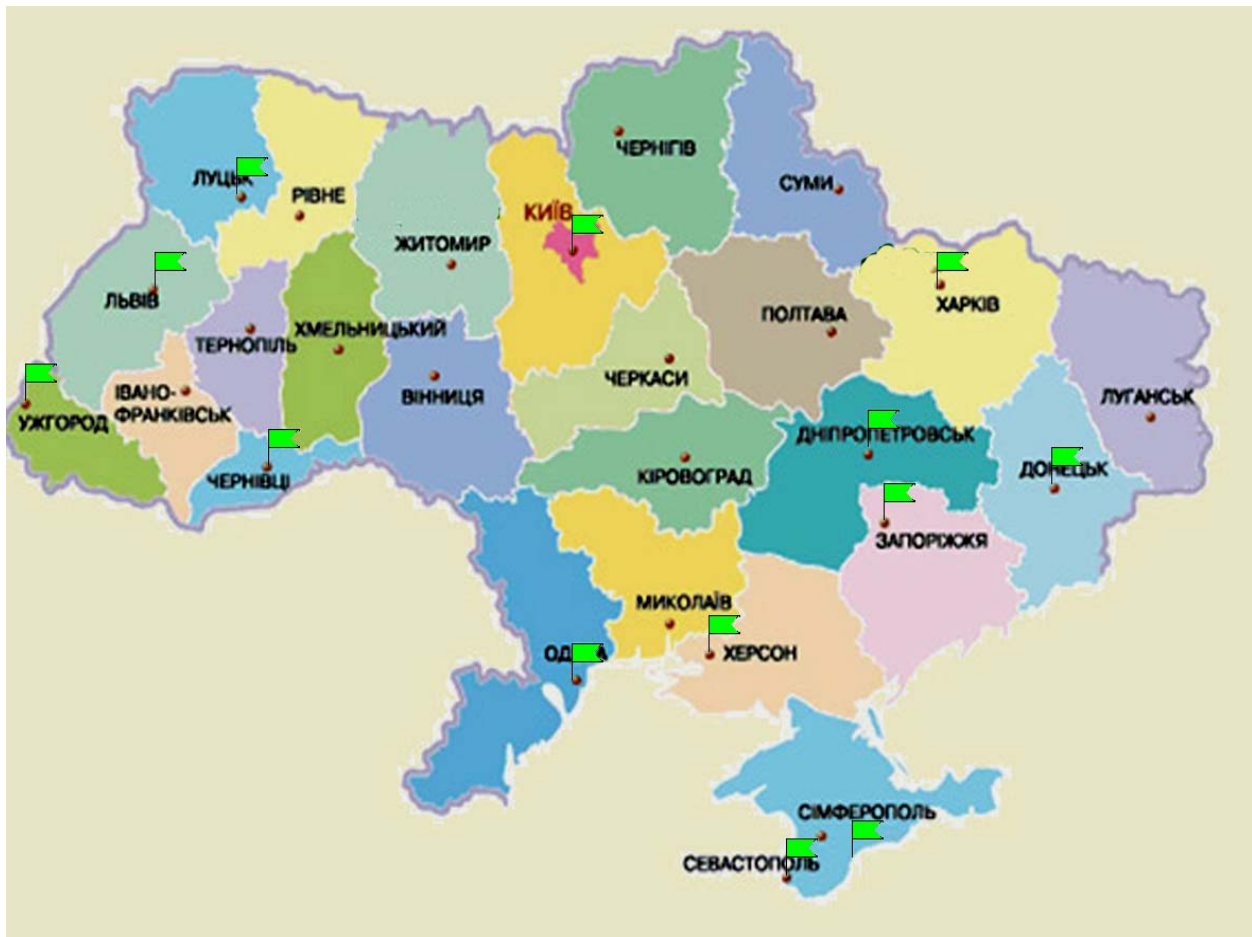 ЧЕРНІГІВ
ЛУЦЬК
СУМИ
РІВНЕ
КИЇВ
ЖИТОМИР
ЛЬВІВ
ХАРКІВ
ПОЛТАВА
ХМЕЛЬНИЦЬКИЙ
ТЕРНОПІЛЬ
ЧЕРКАСИ
ІВАНО-
ФРАНКІВСЬК
ВІННИЦЯ
ЛУГАНСЬК
УЖГОРОД
ДНІПРОПЕТРОВСЬК
ДОНЕЦЬК
КІРОВОГРАД
ЧЕРНІВЦІ
ЗАПОРІЖЖЯ
МИКОЛАЇВ
ХЕРСОН
СІМФЕРОПОЛЬ
СЕВАСТОПОЛЬ